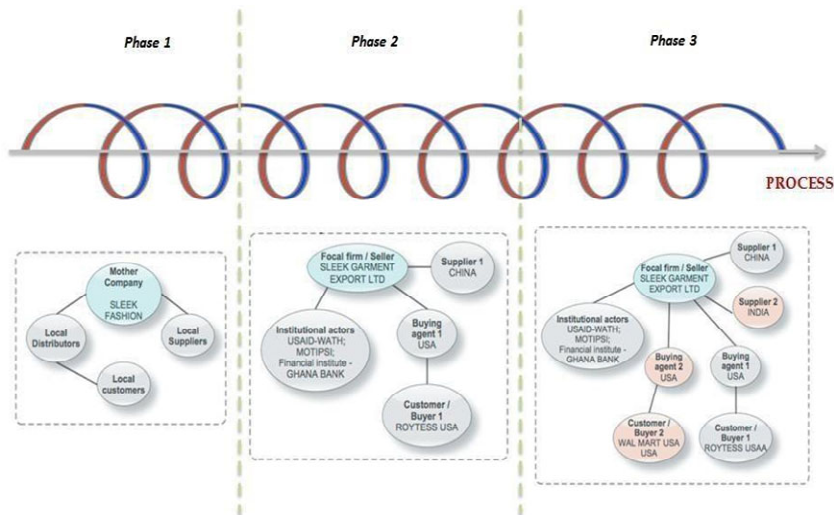 Phase 1
Phase 2
Phase 3
PROCESS
Mother
Company
SLEEK
FASHION
Local
Distributors
Local
Suppliers
Local
customers
Focal firm / Seller
SLEEK GARMENT
EXPORT LTD
Supplier 1
CHINA
Institutional actors
USAID-WATH;
MOTIPSI;
Financial institute -
GHANA BANK
Buying
agent 1
USA
Customer /
Buyer 1
ROYTESS USA
Focal firm / Seller
SLEEK GARMENT
EXPORT LTD
Supplier 1
CHINA
Supplier 2
INDIA
Institutional actors
USAID-WATH;
MOTIPSI;
Financial institute -
GHANA BANK
Buying
agent 2
USA
Buying
agent 1
USA
Customer /
Buyer 2
WAL MART USA
USA
Customer /
Buyer 1
ROYTESS USAA